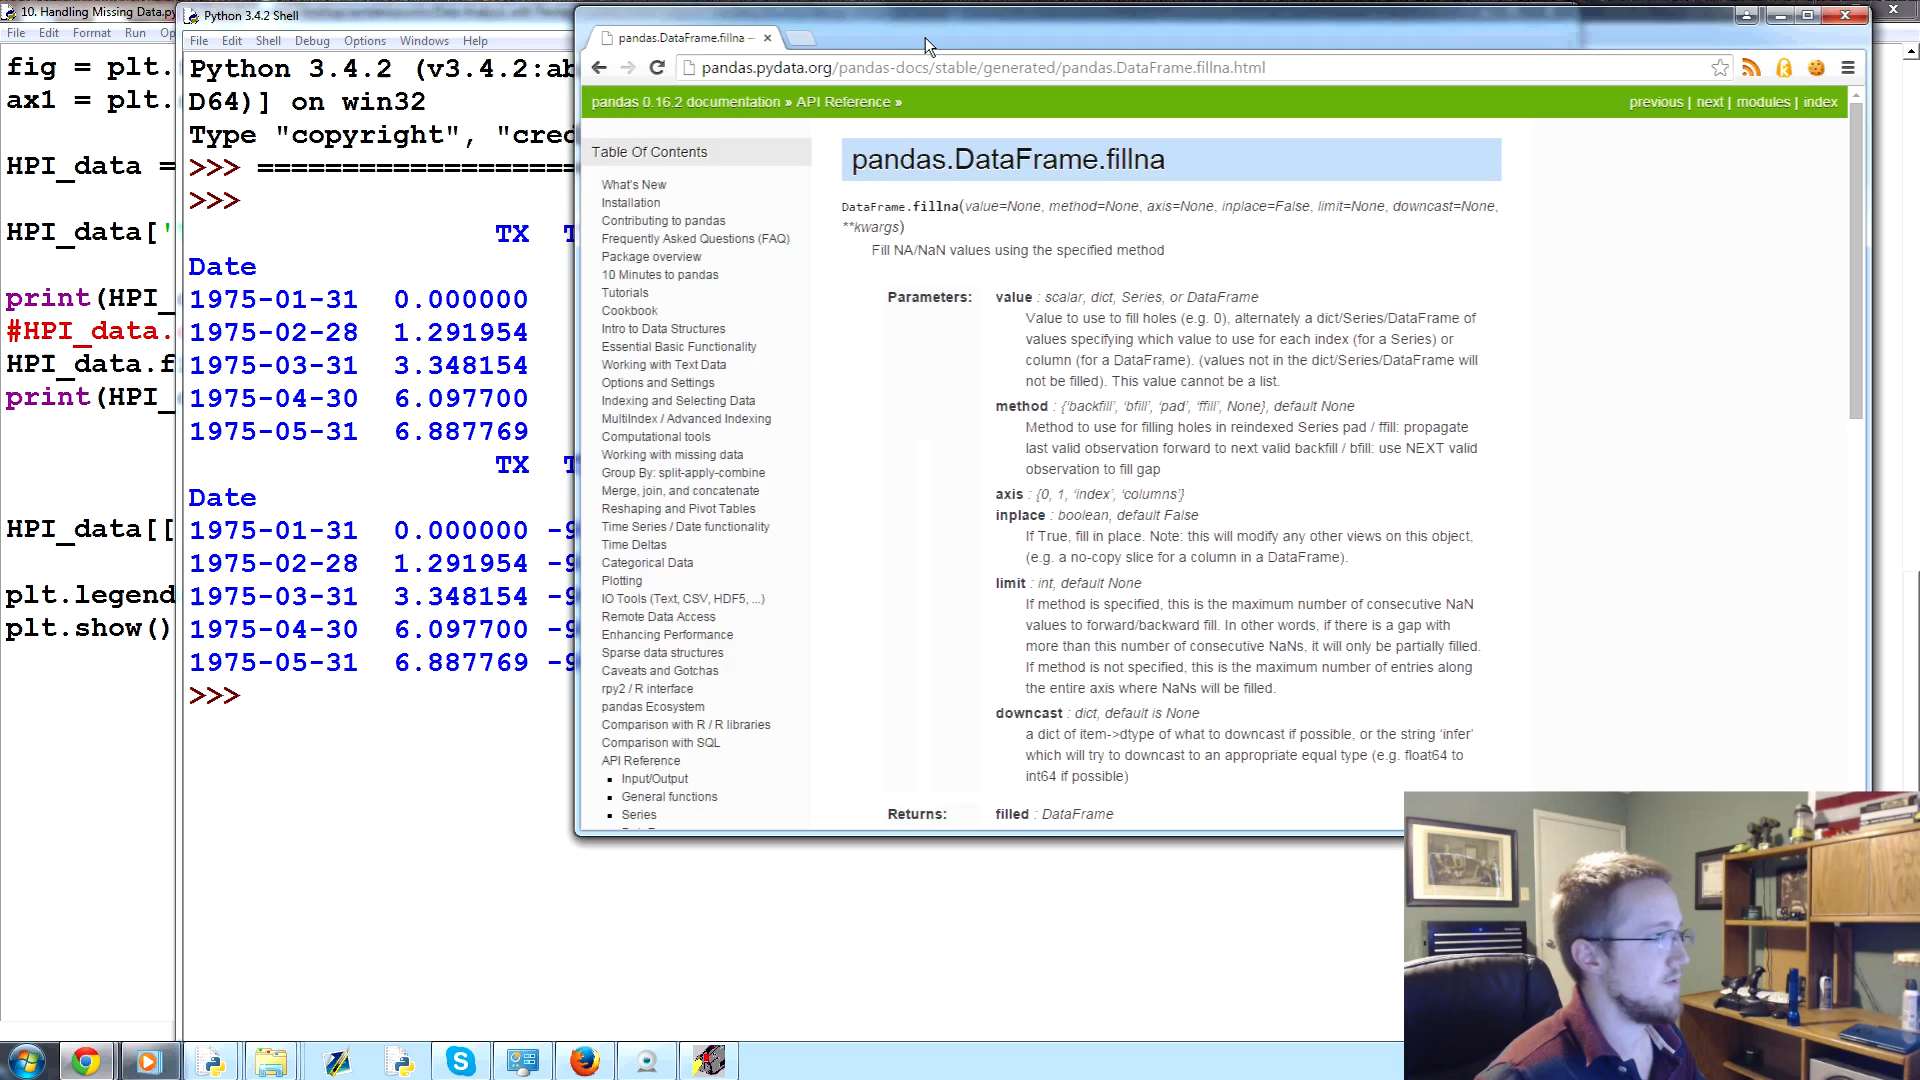 10. Handling Missing Data.py
File Edit Format Run Op
fig = plt.
ax1 = plt.
HPI_data =
HPI_data['
print(HPI_
#HPI_data.
HPI_data.f
print(HPI_
HPI_data[[
plt.legend
plt.show()
Python 3.4.2 Shell
File Edit Shell Debug Options Windows Help
Python 3.4.2 (v3.4.2:ab
D64)] on win32
Type "copyright", "cred
>>> ===================
>>>
TX T
Date
1975-01-31 0.000000
1975-02-28 1.291954
1975-03-31 3.348154
1975-04-30 6.097700
1975-05-31 6.887769
TX T
Date
1975-01-31 0.000000 -9
1975-02-28 1.291954 -9
1975-03-31 3.348154 -9
1975-04-30 6.097700 -9
1975-05-31 6.887769 -9
>>>
pandas.DataFrame.fillna —
pandas.pydata.org/pandas-docs/stable/generated/pandas.DataFrame.fillna.html
pandas 0.16.2 documentation » API Reference »
previous | next | modules | index
Table Of Contents
What's New
Installation
Contributing to pandas
Frequently Asked Questions (FAQ)
Package overview
10 Minutes to pandas
Tutorials
Cookbook
Intro to Data Structures
Essential Basic Functionality
Working with Text Data
Options and Settings
Indexing and Selecting Data
MultiIndex / Advanced Indexing
Computational tools
Working with missing data
Group By: split-apply-combine
Merge, join, and concatenate
Reshaping and Pivot Tables
Time Series / Date functionality
Time Deltas
Categorical Data
Plotting
IO Tools (Text, CSV, HDF5, ...)
Remote Data Access
Enhancing Performance
Sparse data structures
Caveats and Gotchas
rpy2 / R interface
pandas Ecosystem
Comparison with R / R libraries
Comparison with SQL
API Reference
Input/Output
General functions
Series
pandas.DataFrame.fillna
DataFrame.fillna(value=None, method=None, axis=None, inplace=False, limit=None, downcast=None,
**kwargs)
Fill NA/NaN values using the specified method
Parameters: value : scalar, dict, Series, or DataFrame
Value to use to fill holes (e.g. 0), alternately a dict/Series/DataFrame of
values specifying which value to use for each index (for a Series) or
column (for a DataFrame). (values not in the dict/Series/DataFrame will
not be filled). This value cannot be a list.
method : {‘backfill’, ‘bfill’, ‘pad’, ‘ffill’, None}, default None
Method to use for filling holes in reindexed Series pad / ffill: propagate
last valid observation forward to next valid backfill / bfill: use NEXT valid
observation to fill gap
axis : {0, 1, ‘index’, ‘columns’}
inplace : boolean, default False
If True, fill in place. Note: this will modify any other views on this object,
(e.g. a no-copy slice for a column in a DataFrame).
limit : int, default None
If method is specified, this is the maximum number of consecutive NaN
values to forward/backward fill. In other words, if there is a gap with
more than this number of consecutive NaNs, it will only be partially filled.
If method is not specified, this is the maximum number of entries along
the entire axis where NaNs will be filled.
downcast : dict, default is None
a dict of item->dtype of what to downcast if possible, or the string ‘infer’
which will try to downcast to an appropriate equal type (e.g. float64 to
int64 if possible)
Returns: filled : DataFrame